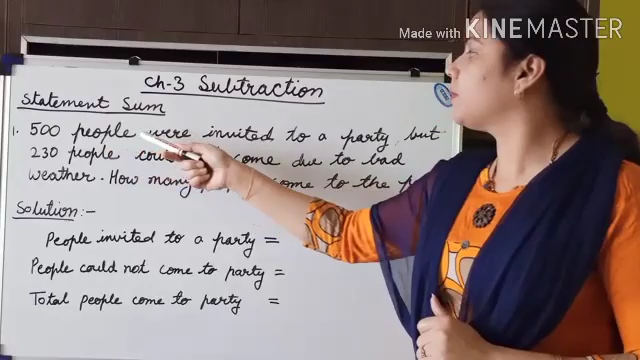 Made with KINEMASTER
Ch-3 Subtraction
Statement Sum
1. 500 people were invited to a party, but
230 people come due to bad
weather. How many come to the
Solution:-
People invited to a party =
People could not come to party =
Total people come to party =